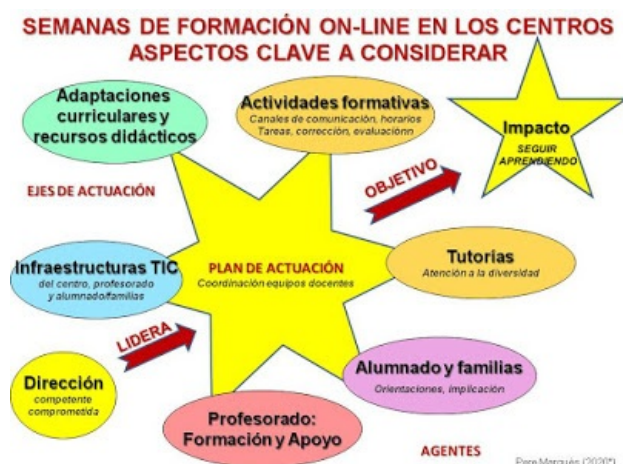 SEMANAS DE FORMACIÓN ON-LINE EN LOS CENTROS
ASPECTOS CLAVE A CONSIDERAR
Adaptaciones
curriculares y
recursos didácticos
Actividades formativas
Canales de comunicación, horarios
Tareas, corrección, evaluaciónn
Impacto
SEGUIR
APRENDIENDO
EJES DE ACTUACIÓN
OBJETIVO
Infraestructuras TIC
del centro, profesorado
y alumnado/familias
PLAN DE ACTUACIÓN
Coordinación equipos docentes
Tutorías
Atención a la diversidad
LIDERA
Dirección
competente
comprometida
Alumnado y familias
Orientaciones, implicación
Profesorado:
Formación y Apoyo
AGENTES
Pere Marquès (2020*)